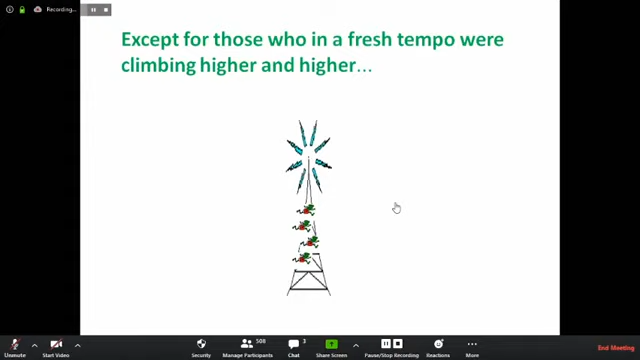 Recording...
Except for those who in a fresh tempo were
climbing higher and higher...
508
3
Unmute
Start Video
Security
Manage Participants
Chat
Share Screen
Pause/Stop Recording
Reactions
More
End Meeting